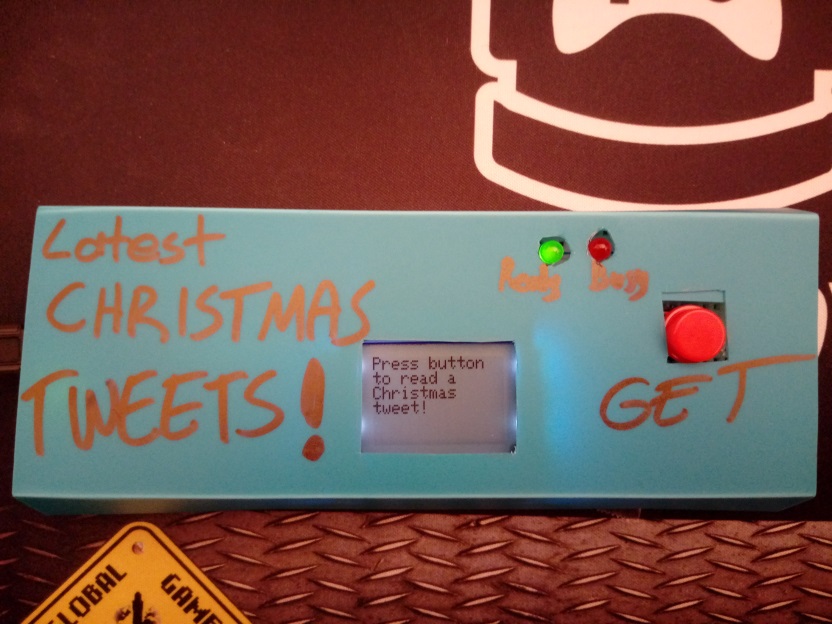 Latest
CHRISTMAS
TWEETS!
Ready Busy
Press button
to read a
Christmas
tweet!
GET
GLOBAL
GAME